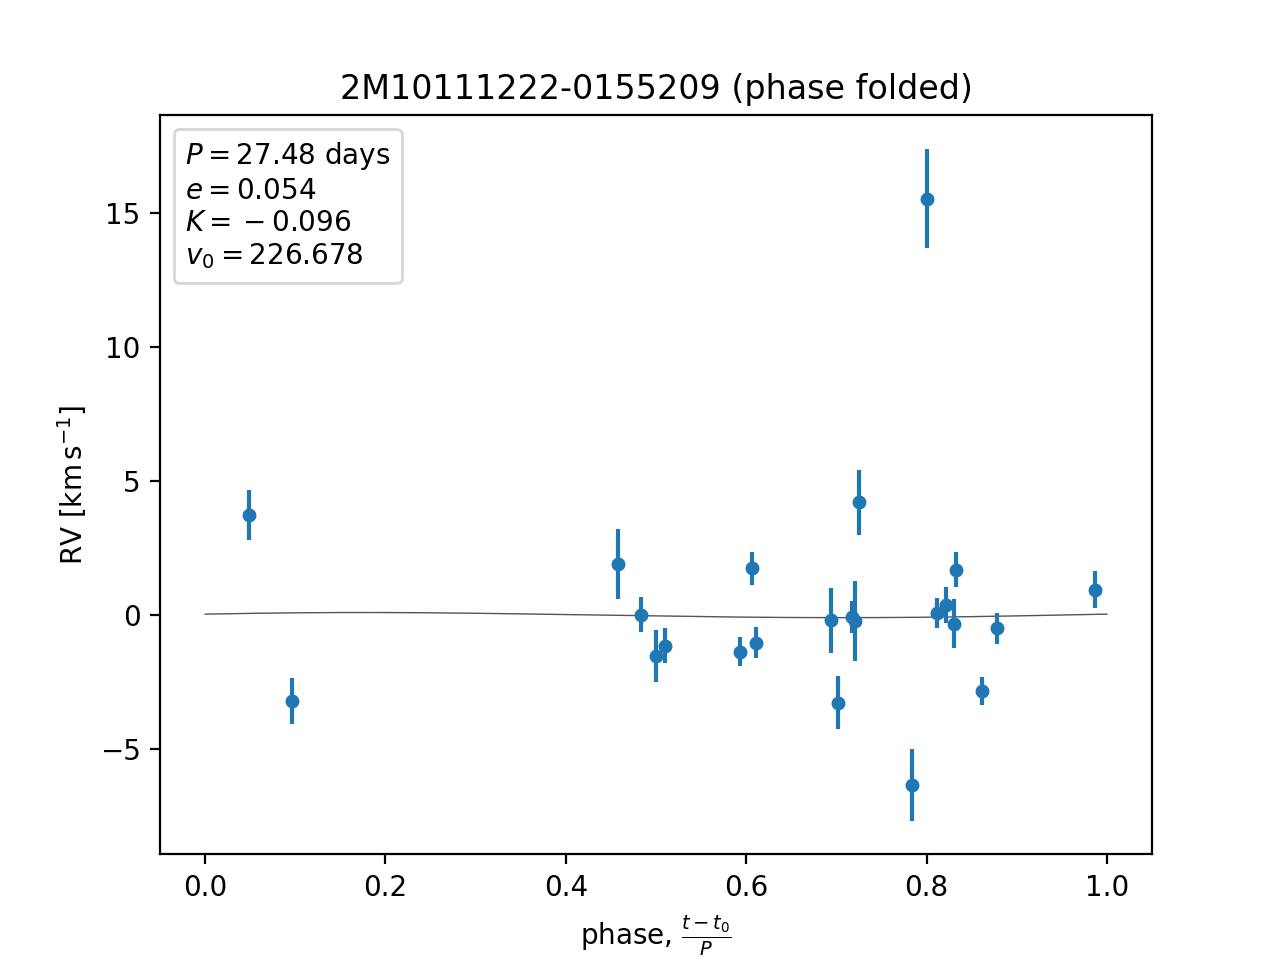 2M10111222-0155209 (phase folded)
P = 27.48 days
e = 0.054
K = −0.096
v₀ = 226.678
15
10
5
0
−5
RV [km s⁻¹]
0.0 0.2 0.4 0.6 0.8 1.0
phase, (t − t₀)/P